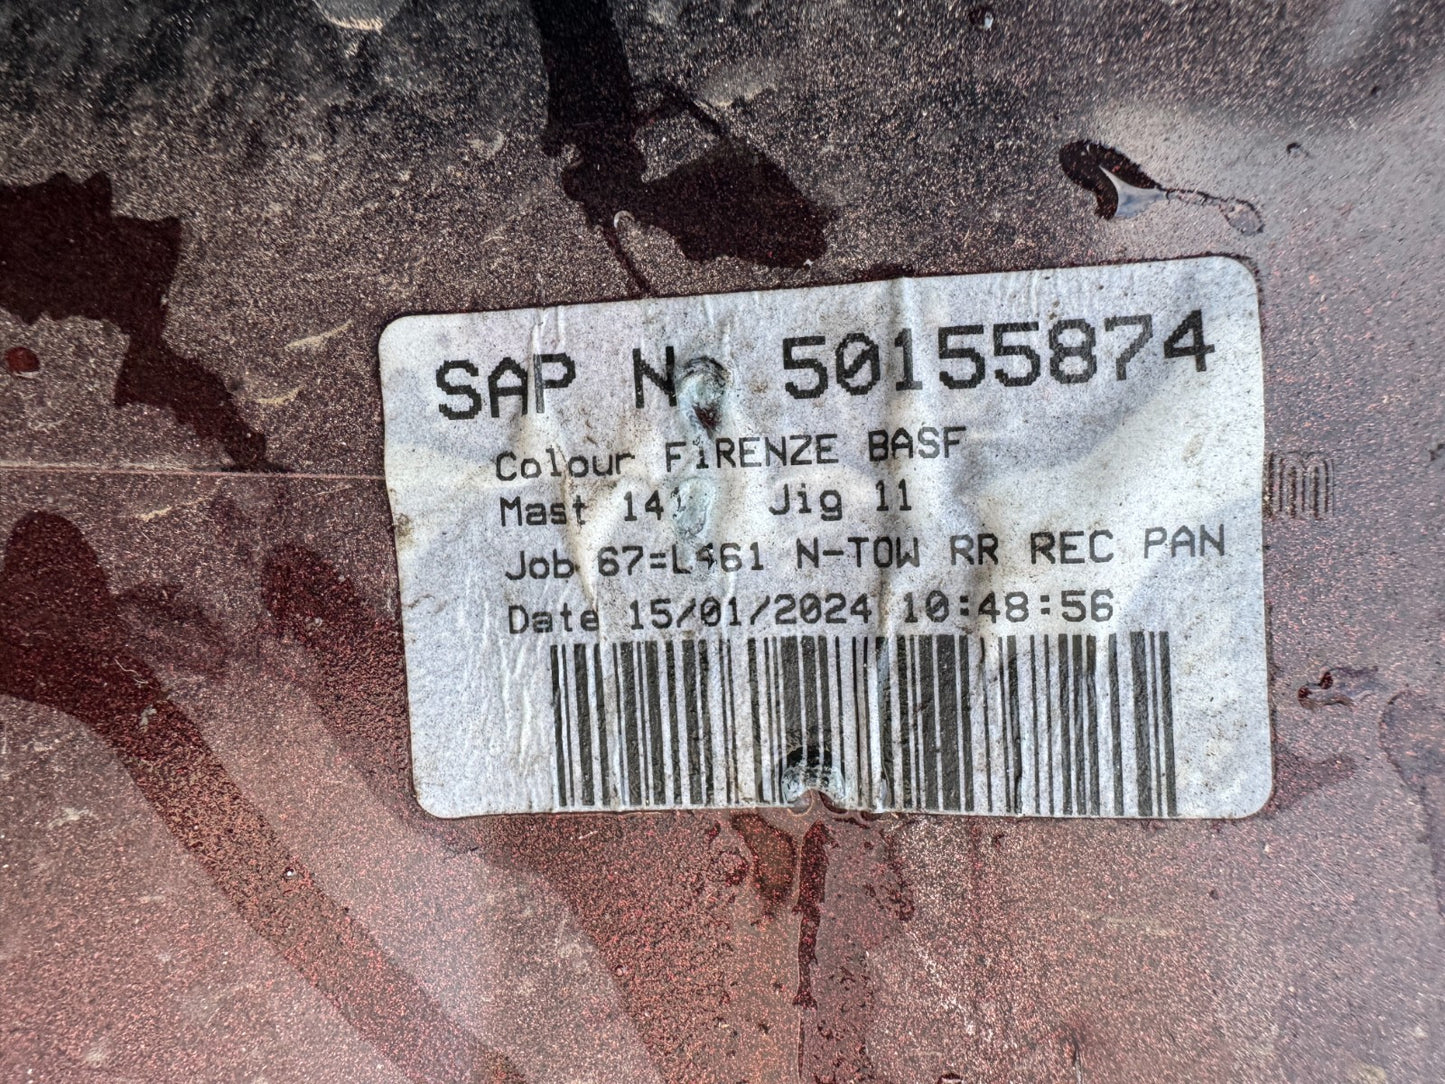 SAP No 50155874
Colour FiRENZE BASF
Mast 141 Jig 11
Job 67=L461 N-TOW RR REC PAN
Date 15/01/2024 10:48:56